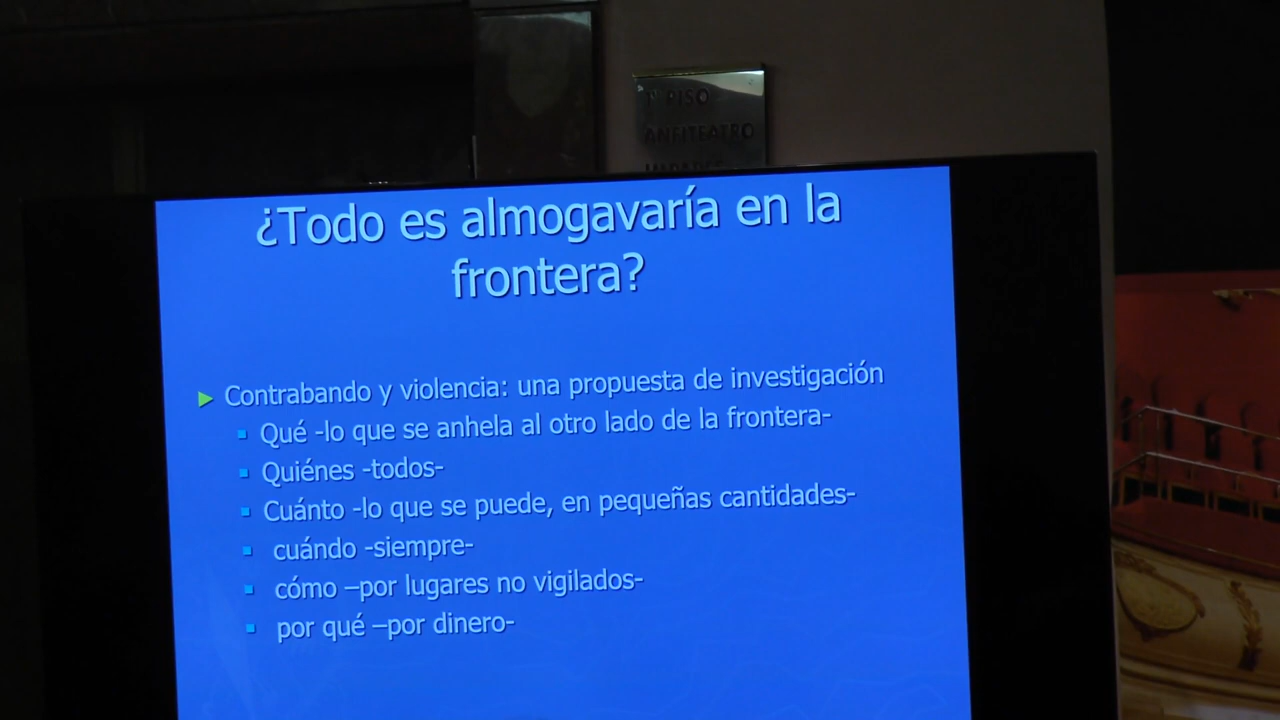 1º PISO
ANFITEATRO
¿Todo es almogavaría en la
frontera?
Contrabando y violencia: una propuesta de investigación
Qué -lo que se anhela al otro lado de la frontera-
Quiénes -todos-
Cuánto -lo que se puede, en pequeñas cantidades-
cuándo -siempre-
cómo –por lugares no vigilados-
por qué –por dinero-